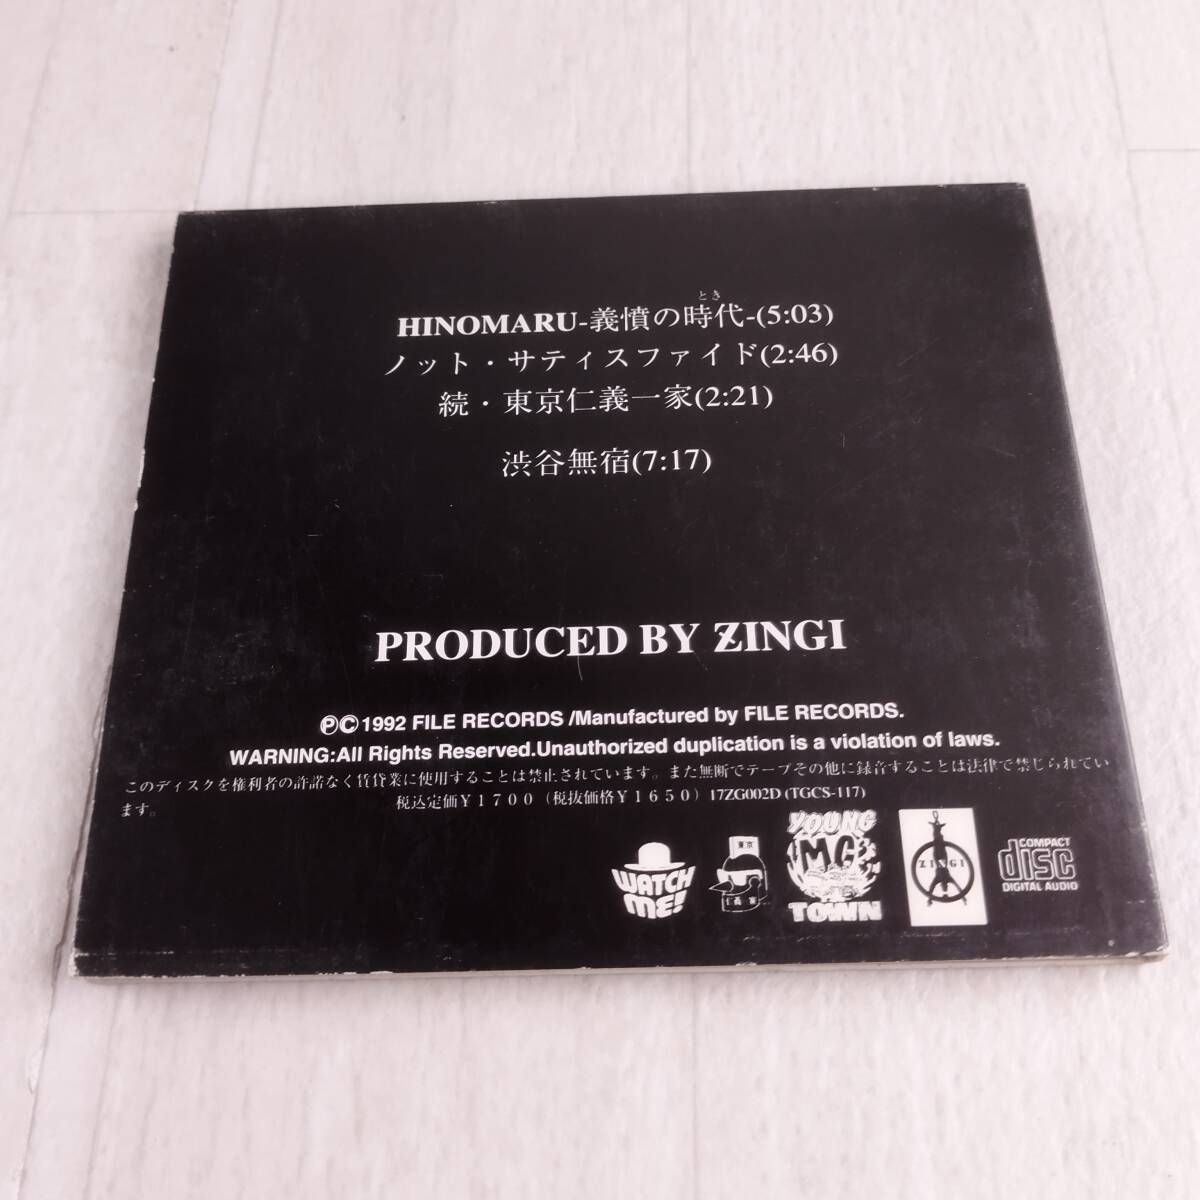 とき
HINOMARU-義憤の時代-(5:03)
ノット・サティスファイド(2:46)
続・東京仁義一家(2:21)
渋谷無宿(7:17)
PRODUCED BY ZINGI
ⓅⒸ1992 FILE RECORDS /Manufactured by FILE RECORDS.
WARNING:All Rights Reserved.Unauthorized duplication is a violation of laws.
このディスクを権利者の許諾なく賃貸業に使用することは禁止されています。また無断でテープその他に録音することは法律で禁じられてい
ます。
税込定価￥1700（税抜価格￥1650）17ZG002D (TGCS-117)
WATCH
ME!
東京
YOUNG
MC
TOWN
ZINGI
COMPACT
disc
DIGITAL AUDIO